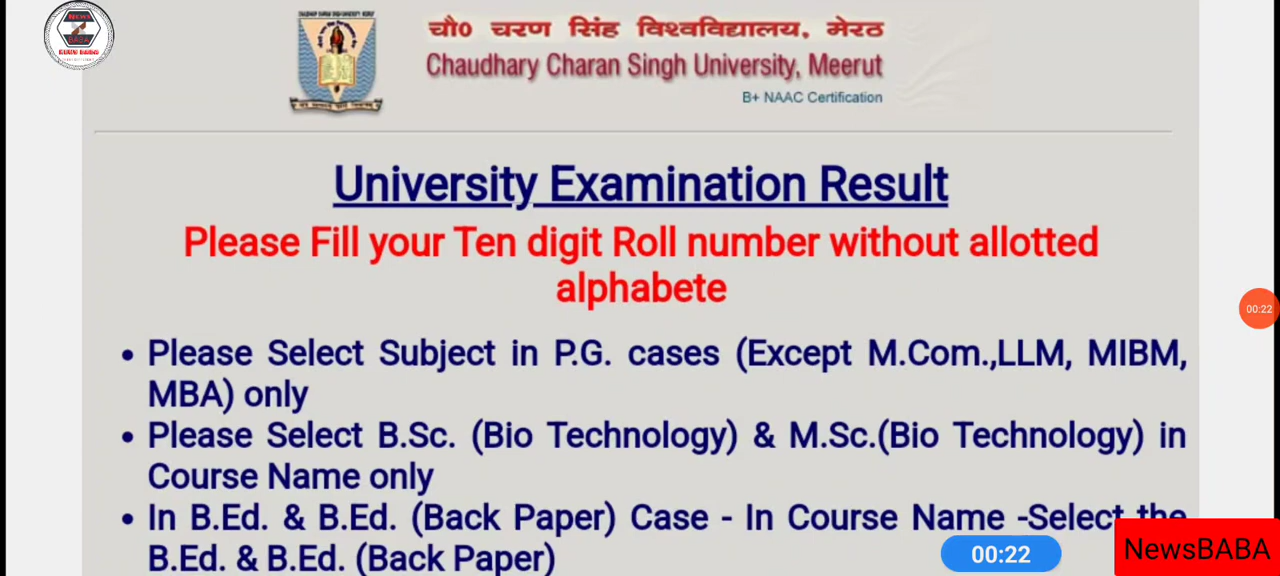 चौ0 चरण सिंह विश्वविद्यालय, मेरठ
Chaudhary Charan Singh University, Meerut
B+ NAAC Certification
University Examination Result
Please Fill your Ten digit Roll number without allotted
alphabete
• Please Select Subject in P.G. cases (Except M.Com.,LLM, MIBM,
MBA) only
• Please Select B.Sc. (Bio Technology) & M.Sc.(Bio Technology) in
Course Name only
• In B.Ed. & B.Ed. (Back Paper) Case - In Course Name -Select the
B.Ed. & B.Ed. (Back Paper)
00:22
00:22
NewsBABA
NEWS
BABA